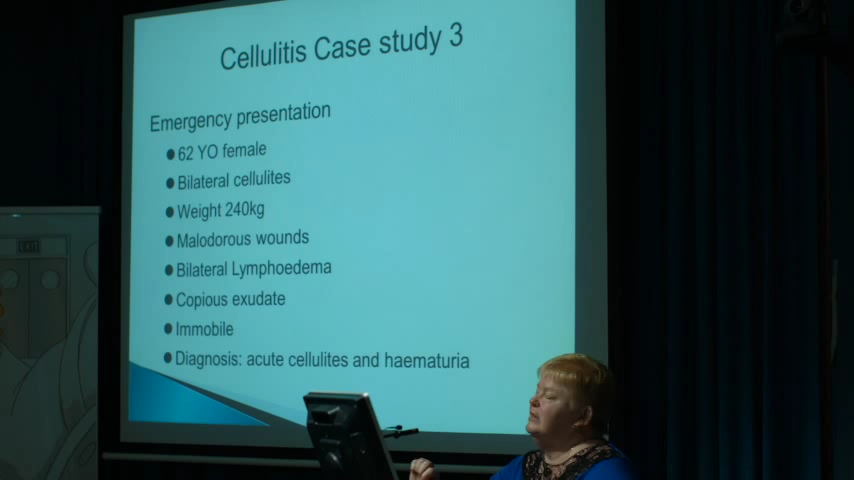 Cellulitis Case study 3
Emergency presentation
●62 YO female
●Bilateral cellulites
●Weight 240kg
●Malodorous wounds
●Bilateral Lymphoedema
●Copious exudate
●Immobile
●Diagnosis: acute cellulites and haematuria
EXIT